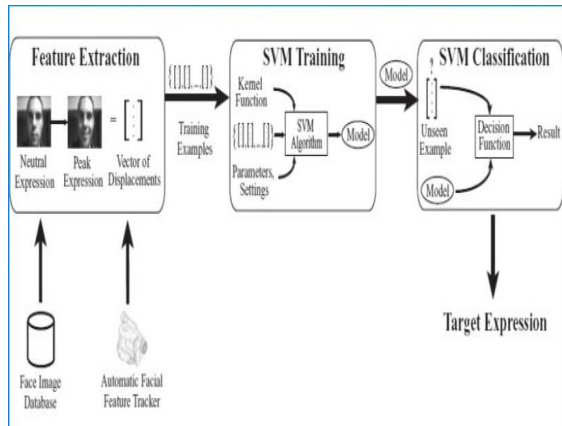 Feature Extraction
=
Neutral
Expression
Peak
Expression
Vector of
Displacements
Face Image
Database
Automatic Facial
Feature Tracker
{[],[],...,[]}
Training
Examples
SVM Training
Kernel
Function
{[],[],...,[]}
Parameters,
Settings
SVM
Algorithm
Model
Model
SVM Classification
?
Unseen
Example
Model
Decision
Function
Result
Target Expression